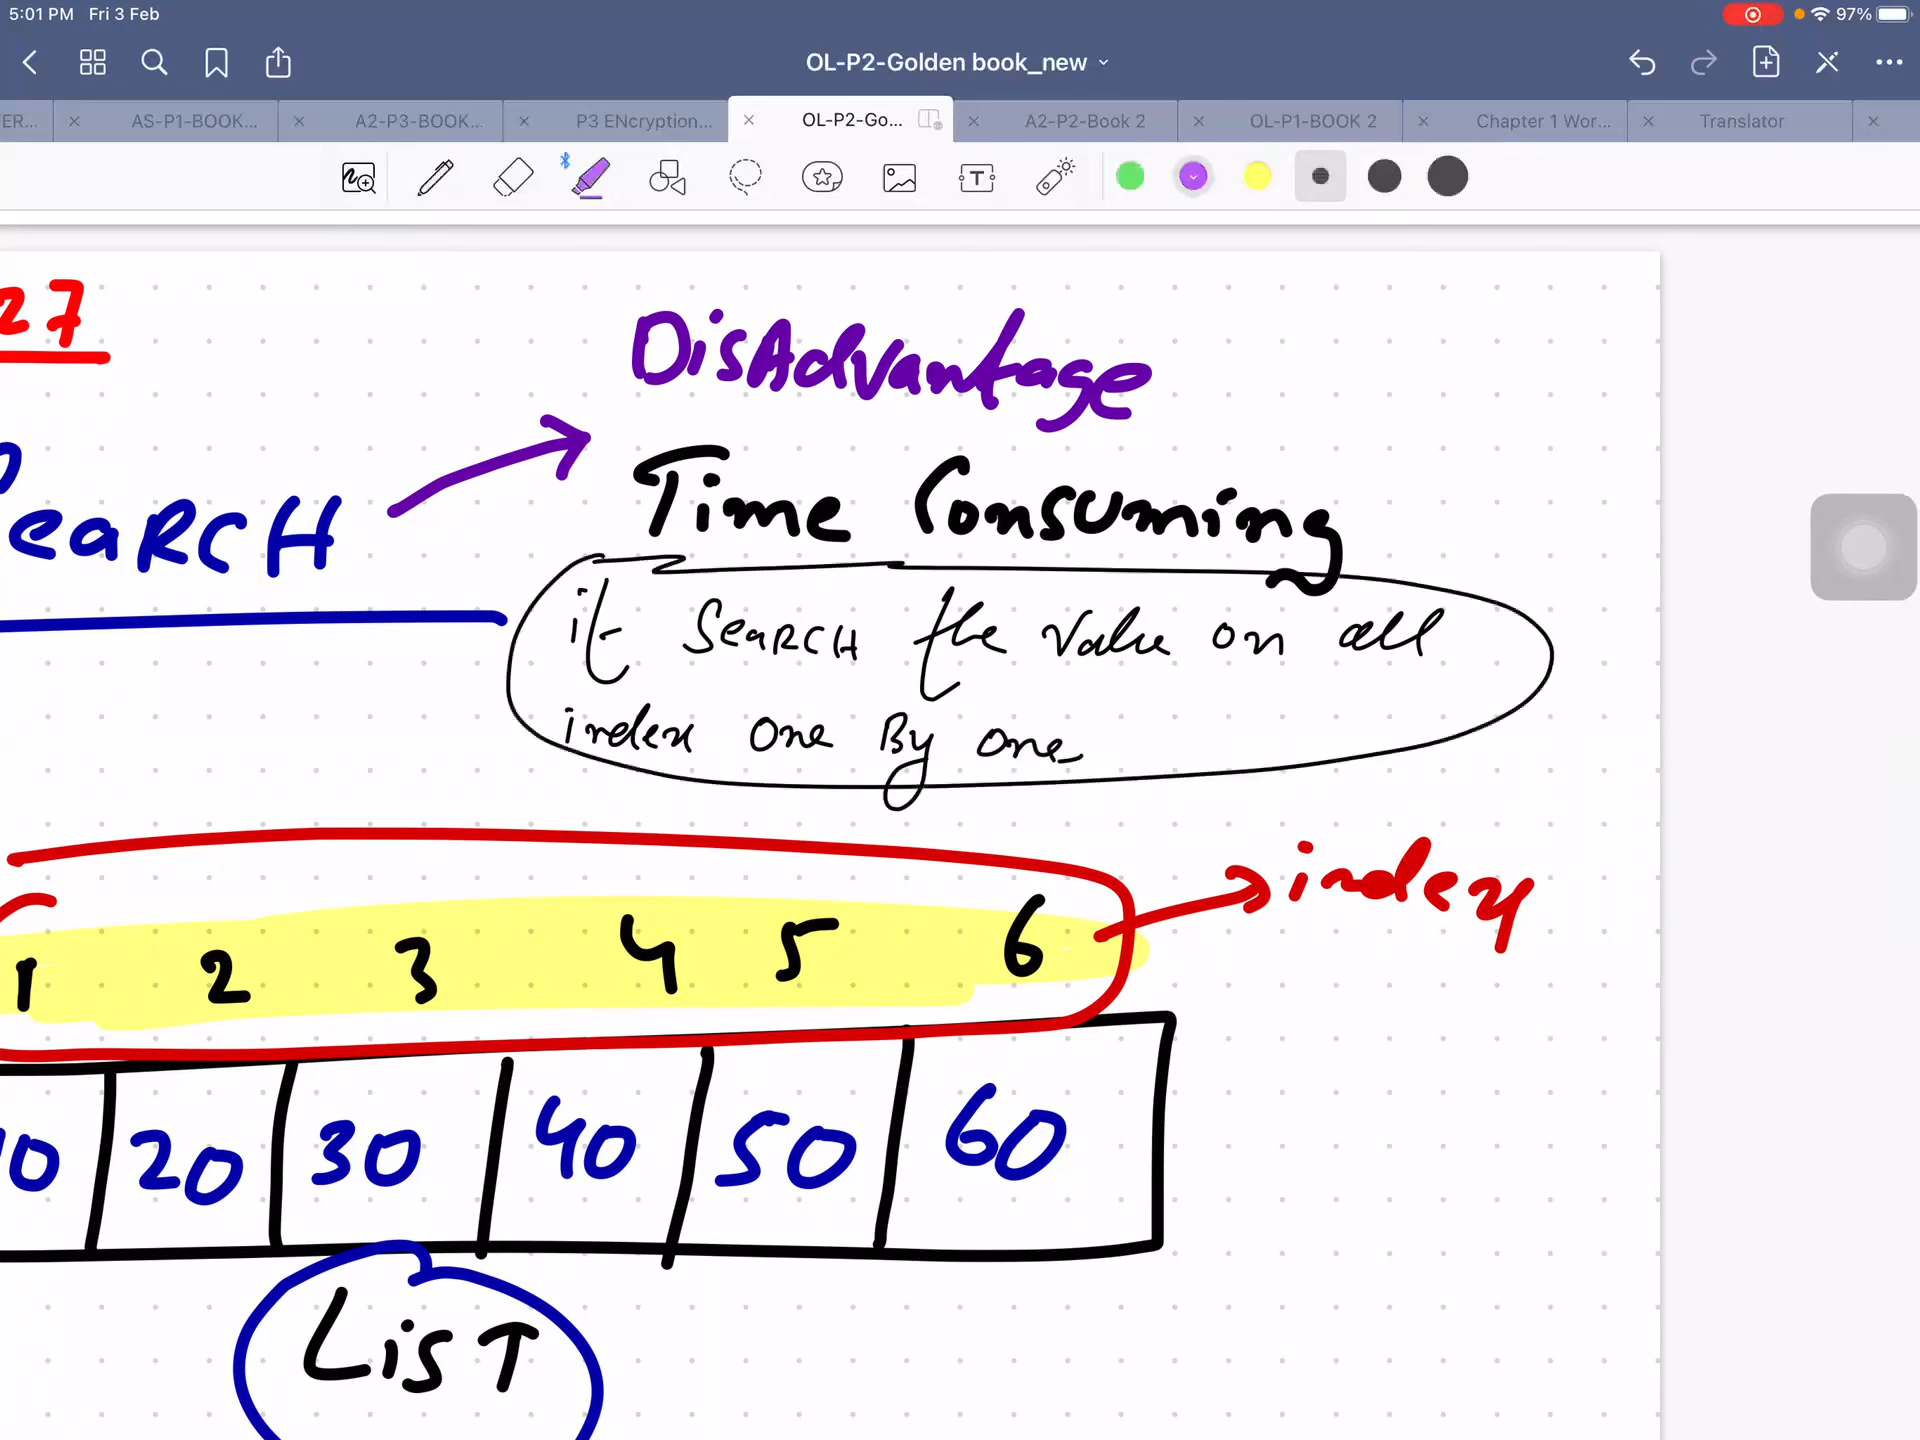 5:01 PM Fri 3 Feb 97%
OL-P2-Golden book_new
ER... AS-P1-BOOK... A2-P3-BOOK... P3 ENcryption... OL-P2-Go... A2-P2-Book 2 OL-P1-BOOK 2 Chapter 1 Wor... Translator
T
27
DisAdvantage
eaRCH
Time Consuming
it SeaRCH the Value on all
index One By one
index
1 2 3 4 5 6
10 20 30 40 50 60
LisT